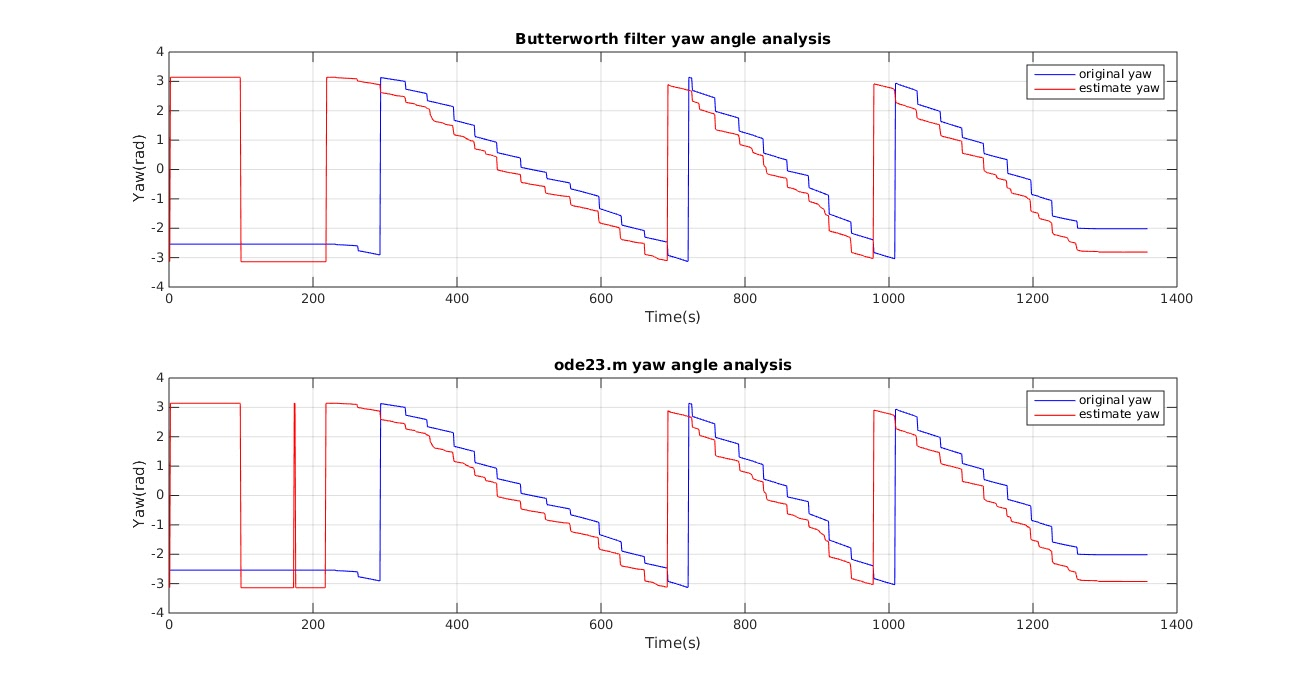 Butterworth filter yaw angle analysis
4
3
2
1
0
-1
-2
-3
-4
Yaw(rad)
original yaw
estimate yaw
0 200 400 600 800 1000 1200 1400
Time(s)
ode23.m yaw angle analysis
4
3
2
1
0
-1
-2
-3
-4
Yaw(rad)
original yaw
estimate yaw
0 200 400 600 800 1000 1200 1400
Time(s)